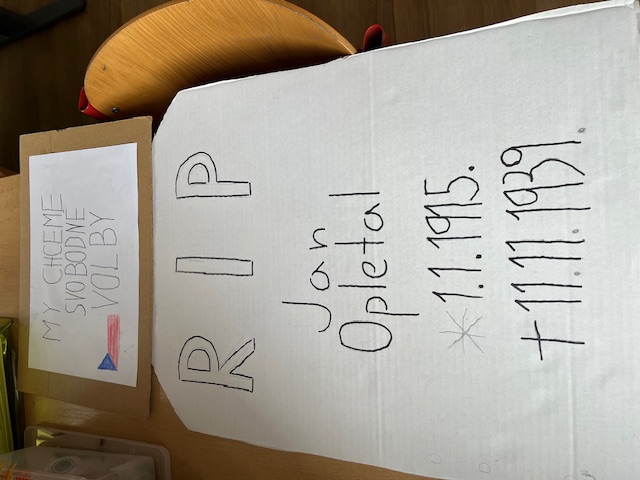 MY CHCEME
SVOBODNÉ
VOLBY
R I P
Jan
Opletal
* 1.1.1915.
† 11.11.1939.